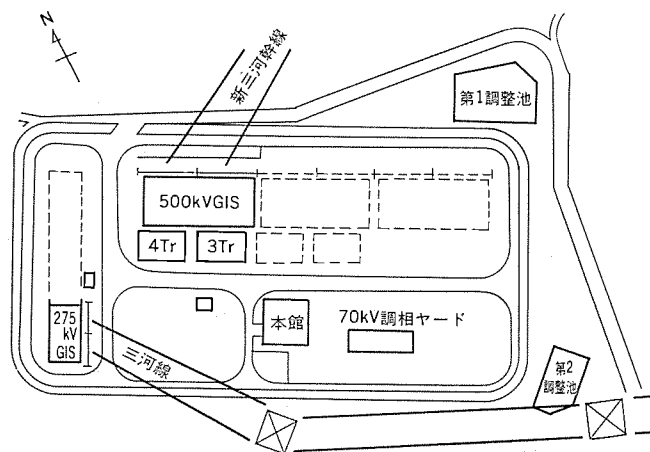 N
新三河幹線
第1調整池
500kVGIS
4Tr
3Tr
275
kV
GIS
三河線
本館
70kV調相ヤード
第2
調整池